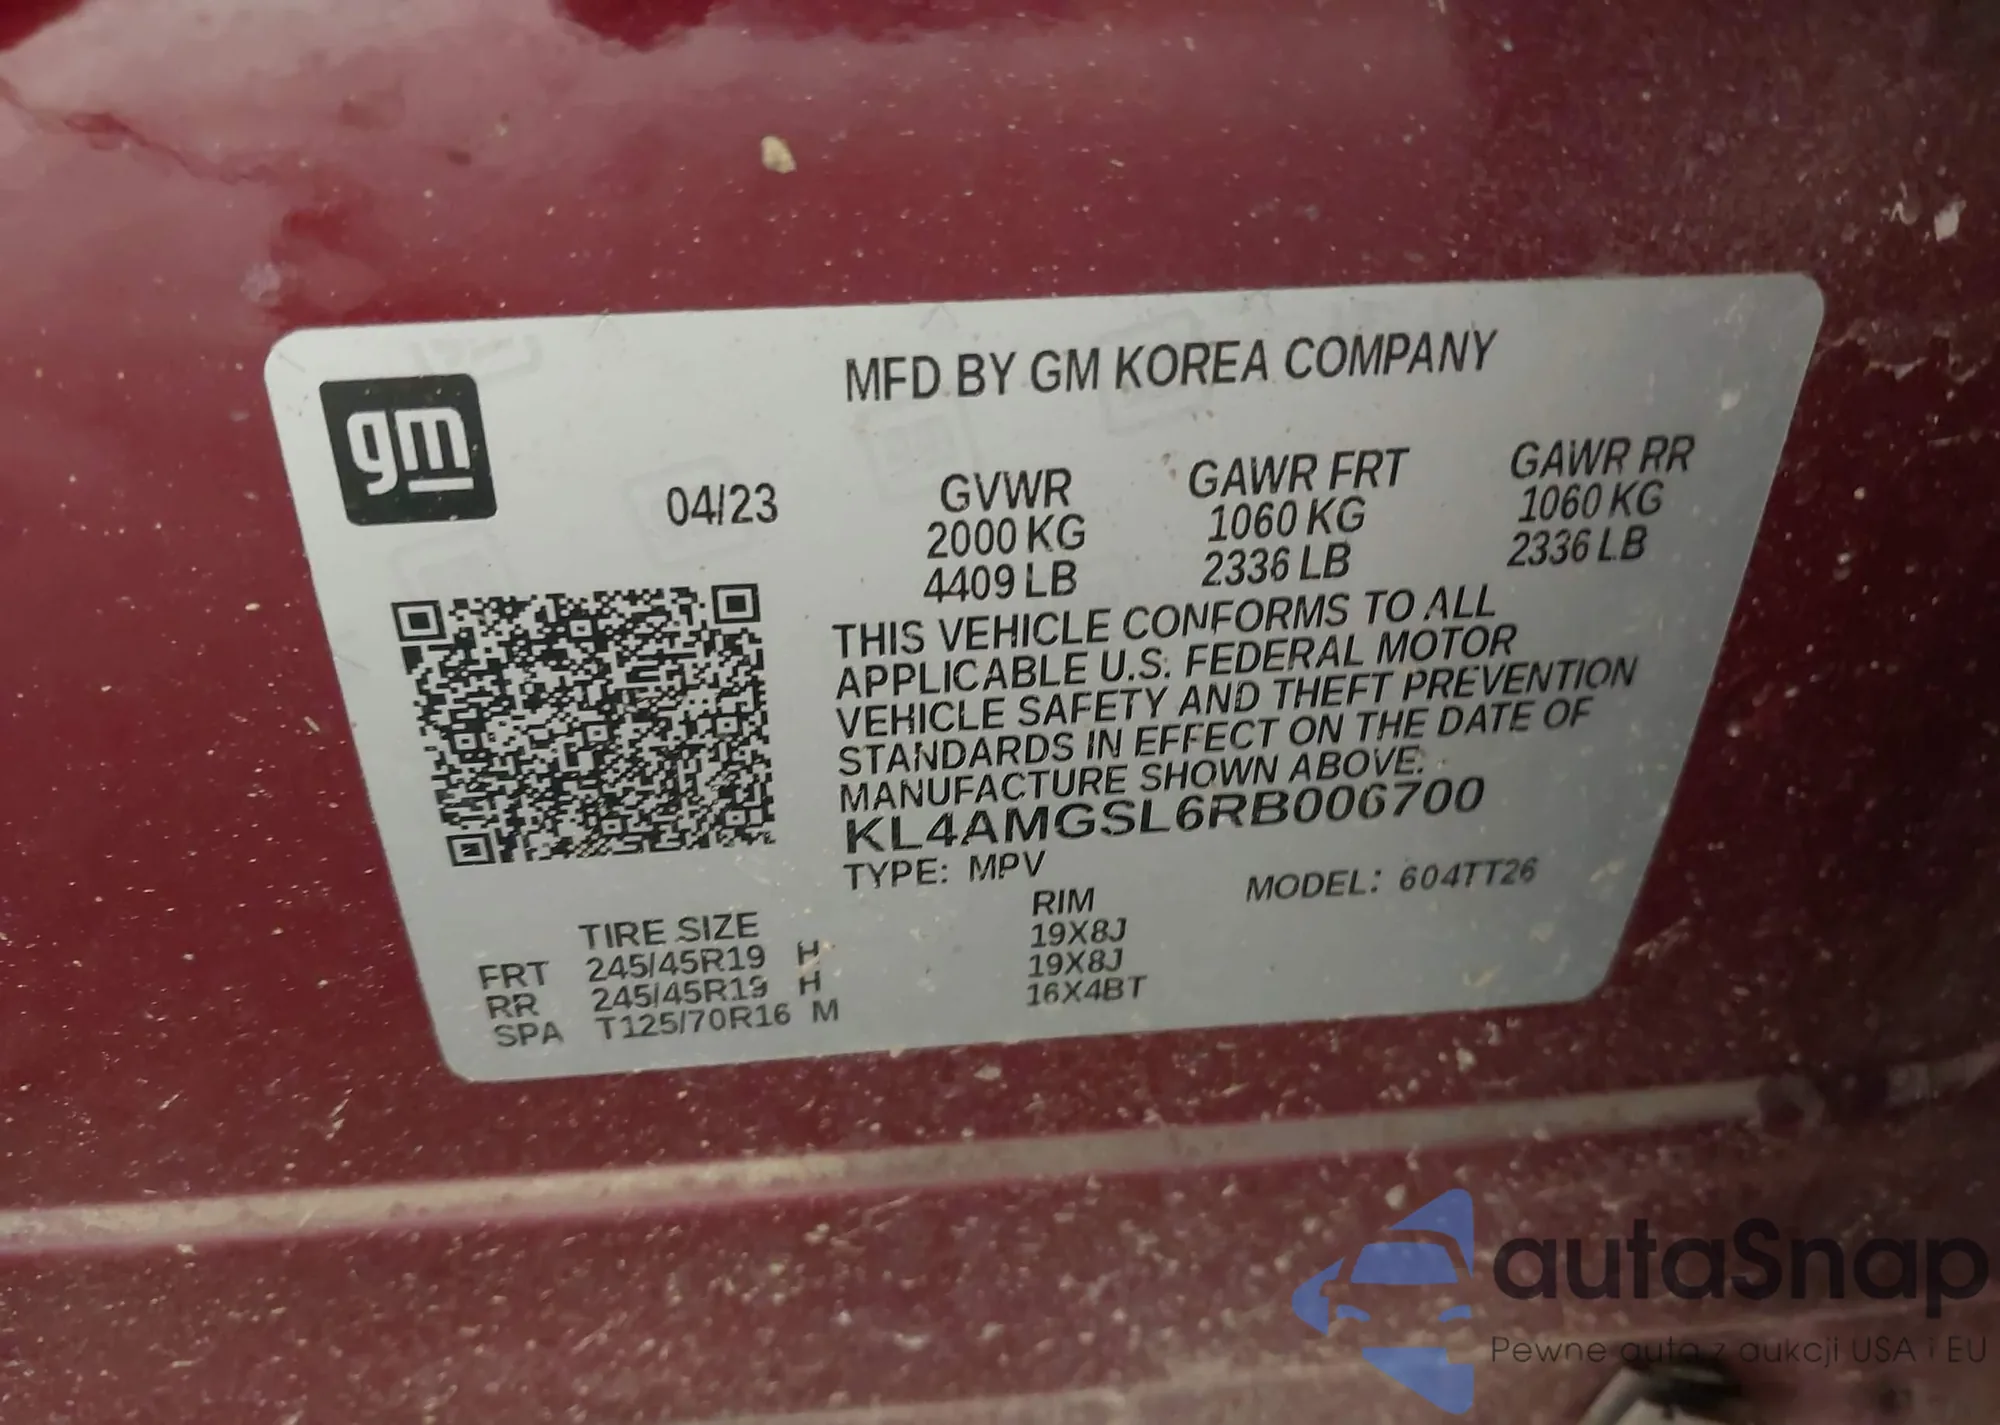 gm
MFD BY GM KOREA COMPANY
04/23
GVWR GAWR FRT GAWR RR
2000 KG 1060 KG 1060 KG
4409 LB 2336 LB 2336 LB
THIS VEHICLE CONFORMS TO ALL
APPLICABLE U.S. FEDERAL MOTOR
VEHICLE SAFETY AND THEFT PREVENTION
STANDARDS IN EFFECT ON THE DATE OF
MANUFACTURE SHOWN ABOVE.
KL4AMGSL6RB006700
TYPE: MPV MODEL: 604TT26
TIRE SIZE RIM
FRT 245/45R19 H 19X8J
RR 245/45R19 H 19X8J
SPA T125/70R16 M 16X4BT
autaSnap
Pewne auta z aukcji USA i EU